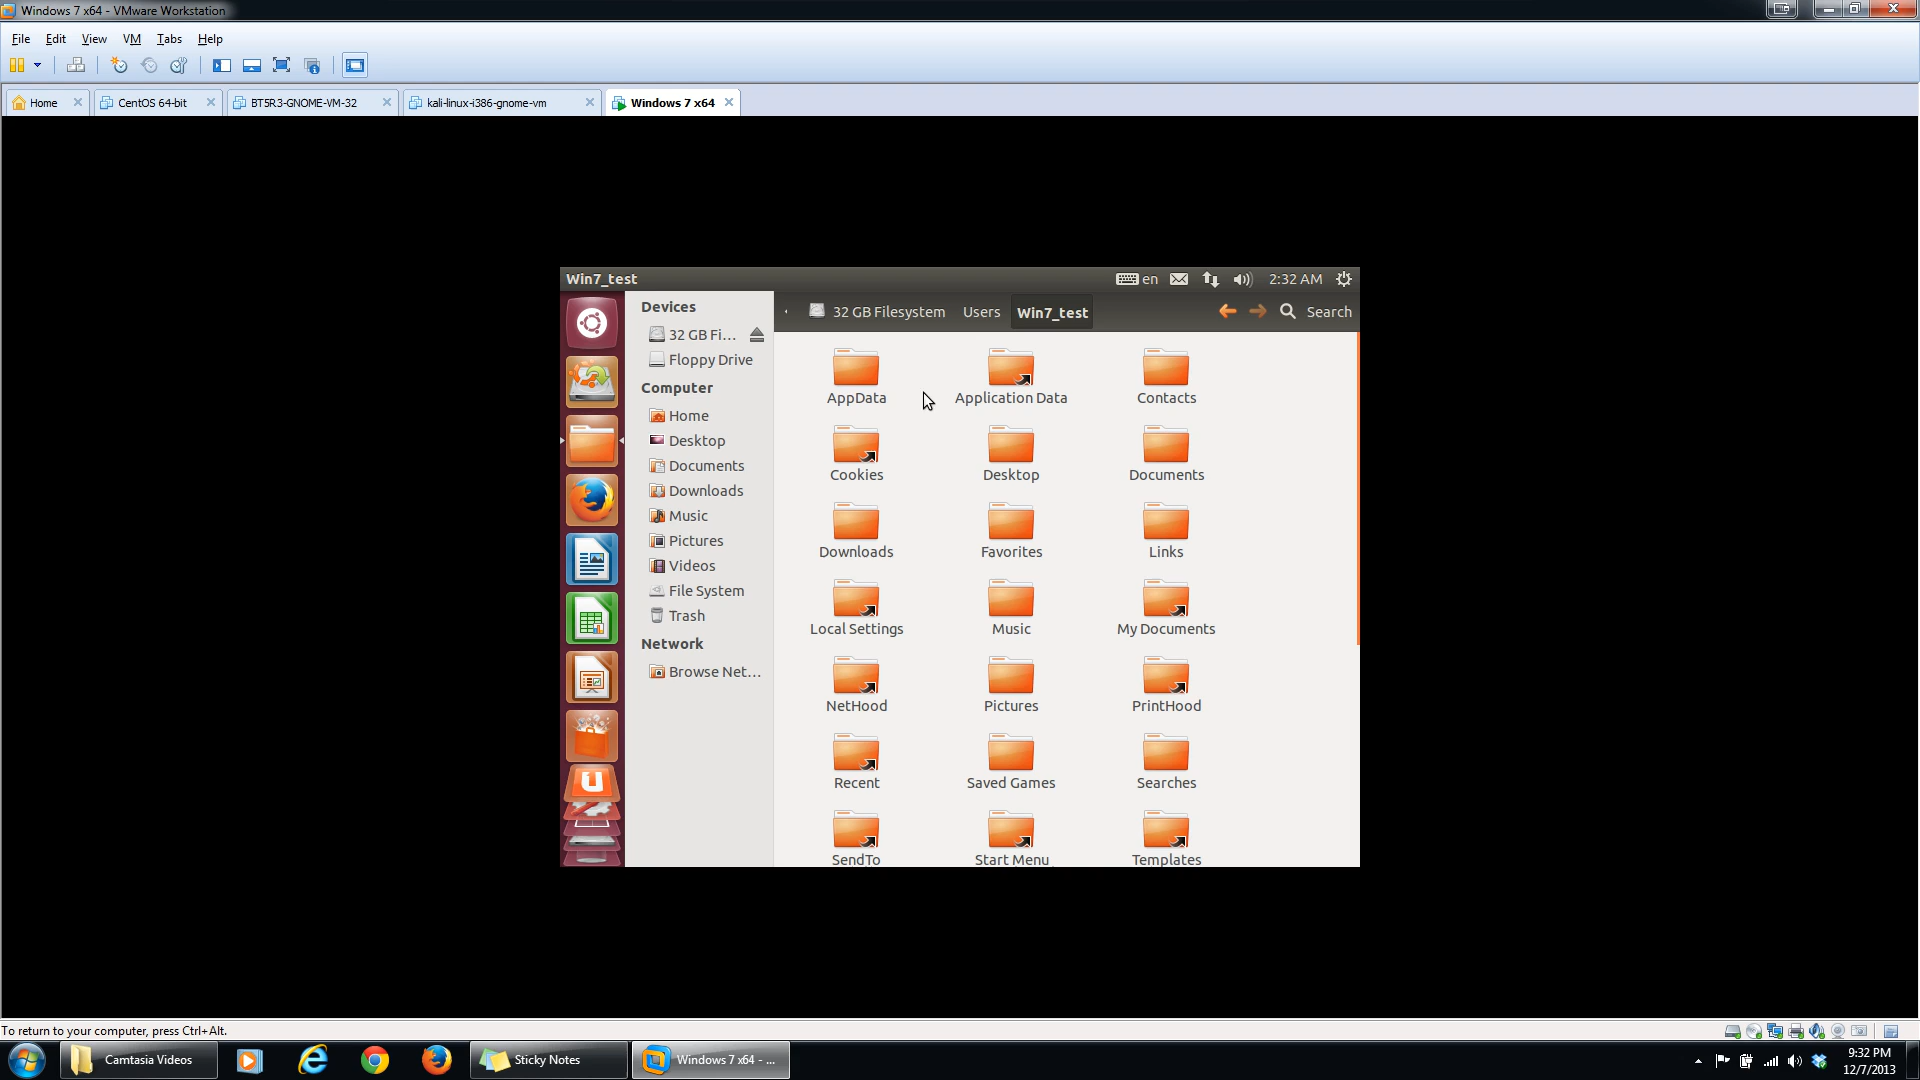 Windows 7 x64 - VMware Workstation
File Edit View VM Tabs Help
Home CentOS 64-bit BT5R3-GNOME-VM-32 kali-linux-i386-gnome-vm Windows 7 x64
Win7_test en 2:32 AM
Devices
32 GB Fi...
Floppy Drive
Computer
Home
Desktop
Documents
Downloads
Music
Pictures
Videos
File System
Trash
Network
Browse Net...
32 GB Filesystem Users Win7_test Search
AppData Application Data Contacts
Cookies Desktop Documents
Downloads Favorites Links
Local Settings Music My Documents
NetHood Pictures PrintHood
Recent Saved Games Searches
SendTo Start Menu Templates
To return to your computer, press Ctrl+Alt.
Camtasia Videos Sticky Notes Windows 7 x64 - ...
9:32 PM
12/7/2013